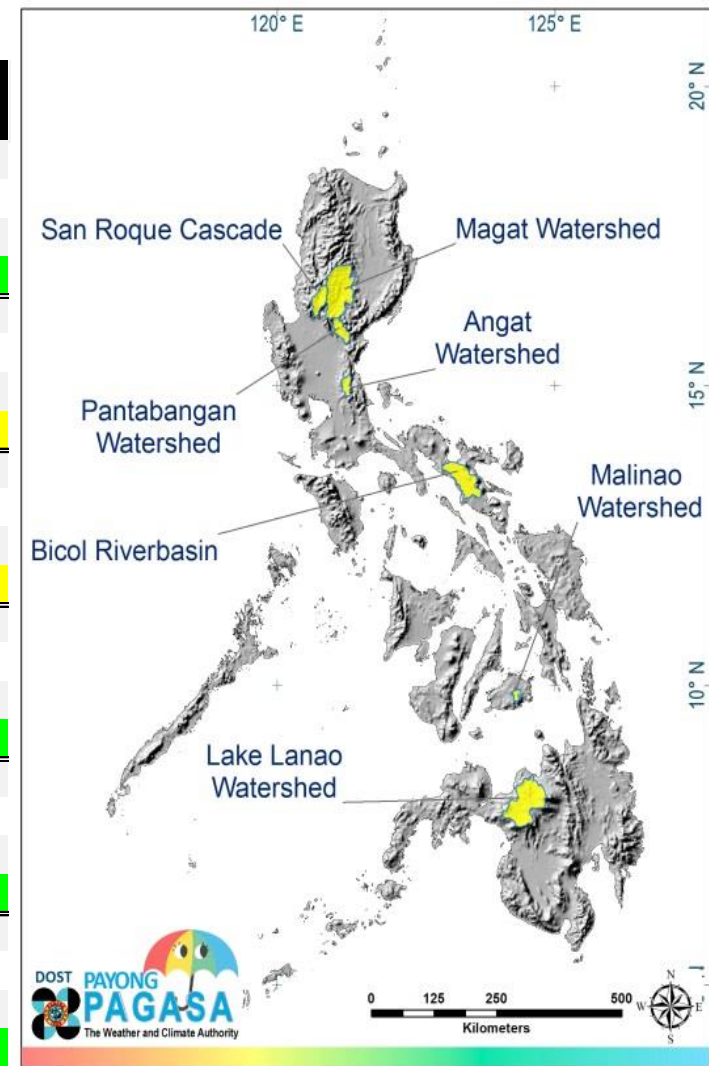 120° E
125° E
20° N
San Roque Cascade
Magat Watershed
Angat
Watershed
15° N
Pantabangan
Watershed
Malinao
Watershed
Bicol Riverbasin
10° N
Lake Lanao
Watershed
DOST
PAYONG
PAGASA
The Weather and Climate Authority
0 125 250 500
Kilometers
N
W E
S